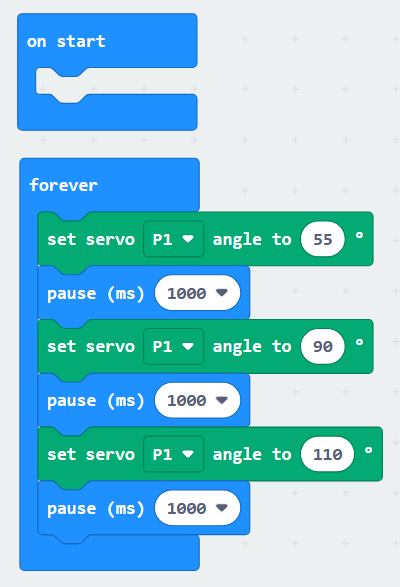 on start
forever
set servo P1 angle to 55 °
pause (ms) 1000
set servo P1 angle to 90 °
pause (ms) 1000
set servo P1 angle to 110 °
pause (ms) 1000